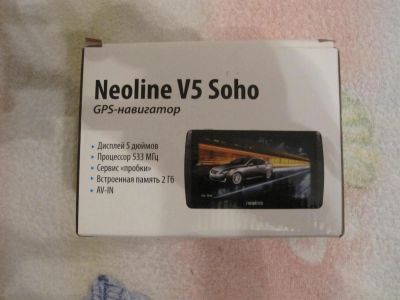 Neoline V5 Soho
GPS-навигатор
Дисплей 5 дюймов
Процессор 533 МГц
Сервис «пробки»
Встроенная память 2 Гб
AV-IN
neoline